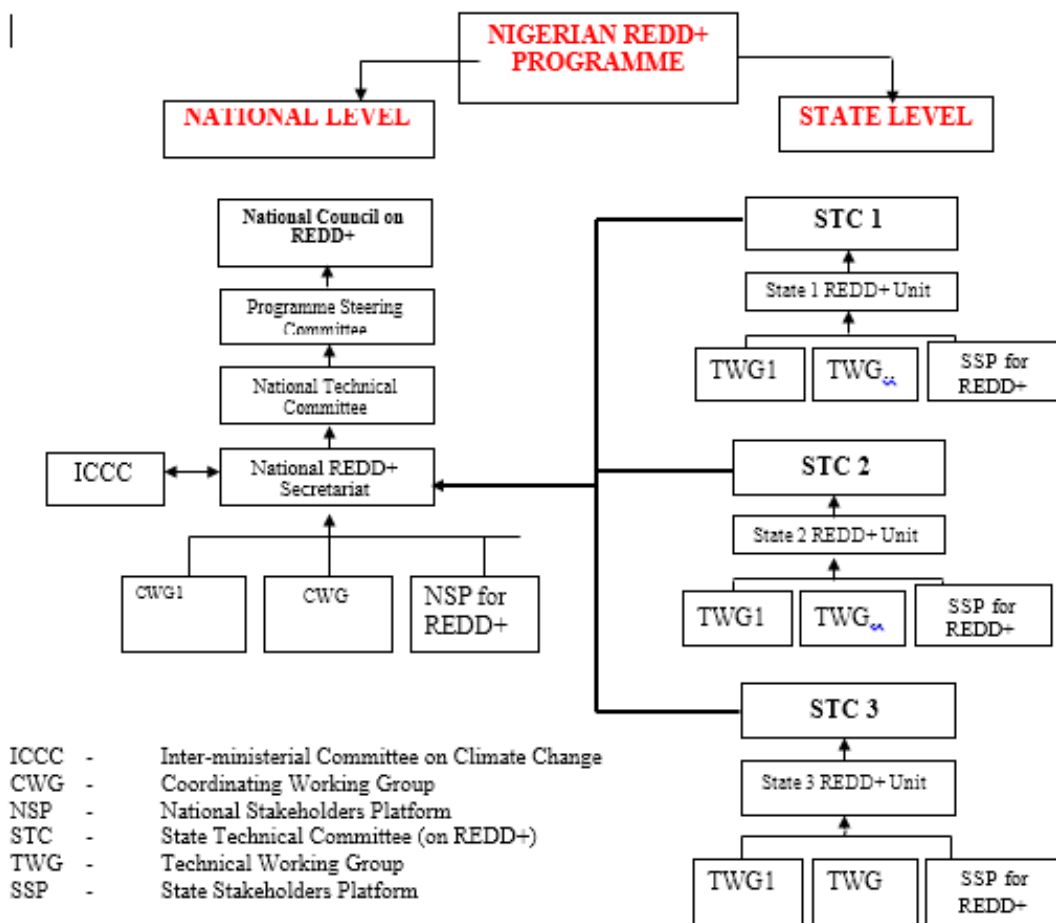 NIGERIAN REDD+
PROGRAMME
NATIONAL LEVEL
STATE LEVEL
National Council on
REDD+
Programme Steering
Committee
National Technical
Committee
ICCC
National REDD+
Secretariat
CWG1
CWG
NSP for
REDD+
STC 1
State 1 REDD+ Unit
TWG1
TWG..
SSP for
REDD+
STC 2
State 2 REDD+ Unit
TWG1
TWG..
SSP for
REDD+
STC 3
State 3 REDD+ Unit
TWG1
TWG
SSP for
REDD+
ICCC - Inter-ministerial Committee on Climate Change
CWG - Coordinating Working Group
NSP - National Stakeholders Platform
STC - State Technical Committee (on REDD+)
TWG - Technical Working Group
SSP - State Stakeholders Platform